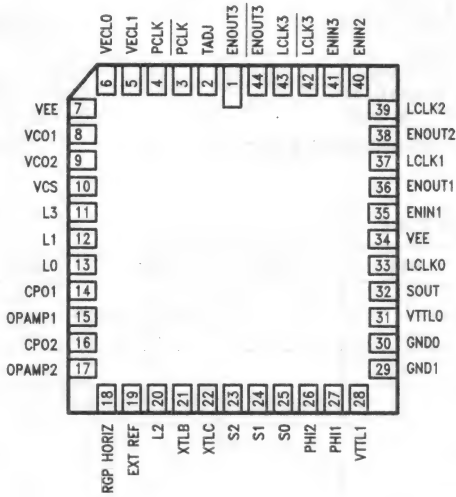 VECL0
VECL1
PCLK
PCLK
TADJ
ENOUT3
ENOUT3
LCLK3
LCLK3
ENIN3
ENIN2
6 5 4 3 2 1 44 43 42 41 40
VEE 7
VCO1 8
VCO2 9
VCS 10
L3 11
L1 12
L0 13
CPO1 14
OPAMP1 15
CPO2 16
OPAMP2 17
39 LCLK2
38 ENOUT2
37 LCLK1
36 ENOUT1
35 ENIN1
34 VEE
33 LCLK0
32 SOUT
31 VTTL0
30 GND0
29 GND1
18 19 20 21 22 23 24 25 26 27 28
RGP HORIZ
EXT REF
L2
XTLB
XTLC
S2
S1
S0
PHI2
PHI1
VTTL1